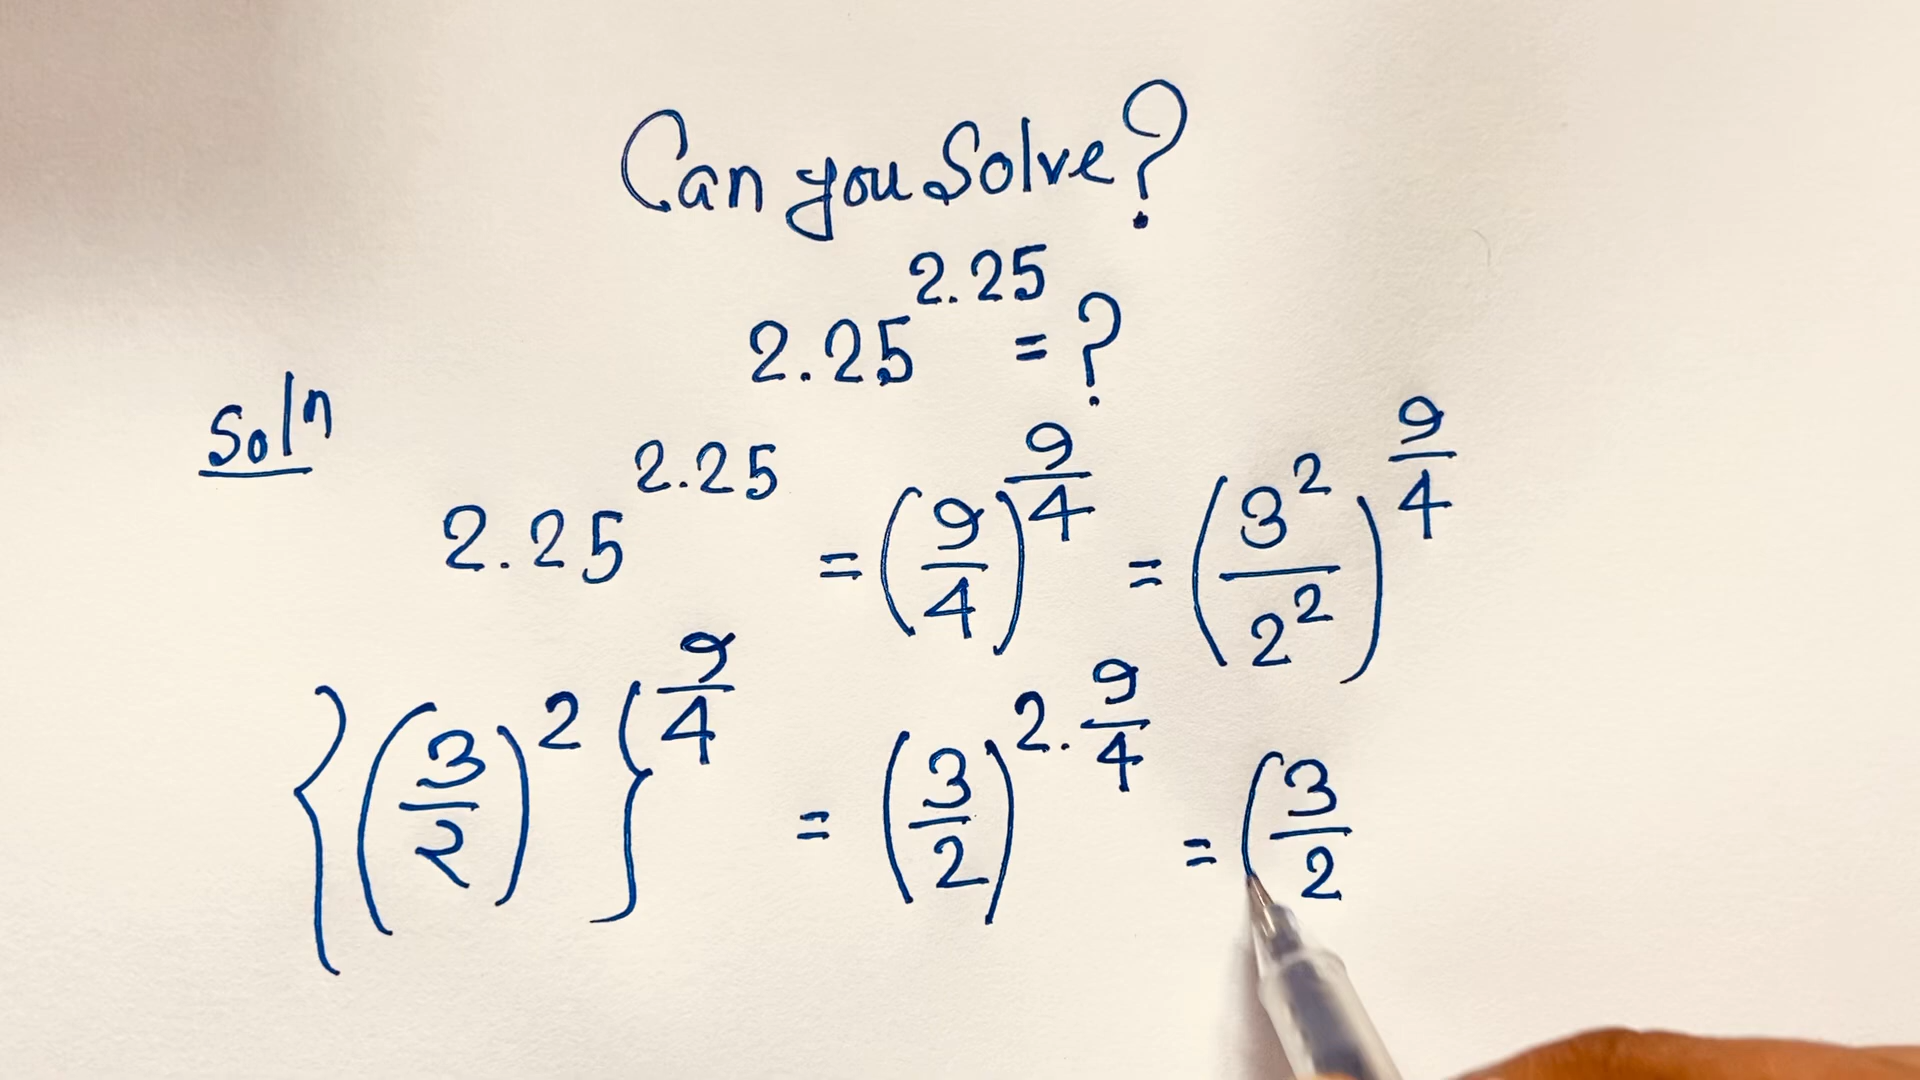 Can you Solve?
2.25^2.25 = ?
Soln
2.25^2.25 = (9/4)^(9/4) = (3^2/2^2)^(9/4)
{(3/2)^2}^(9/4) = (3/2)^(2·9/4) = (3/2